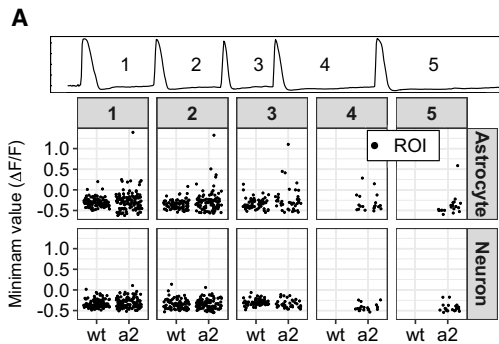 A
1 2 3 4 5
1 2 3 4 5
ROI
Astrocyte
1.0
0.5
0.0
-0.5
Minimam value (ΔF/F)
Neuron
1.0
0.5
0.0
-0.5
wt a2 wt a2 wt a2 wt a2 wt a2